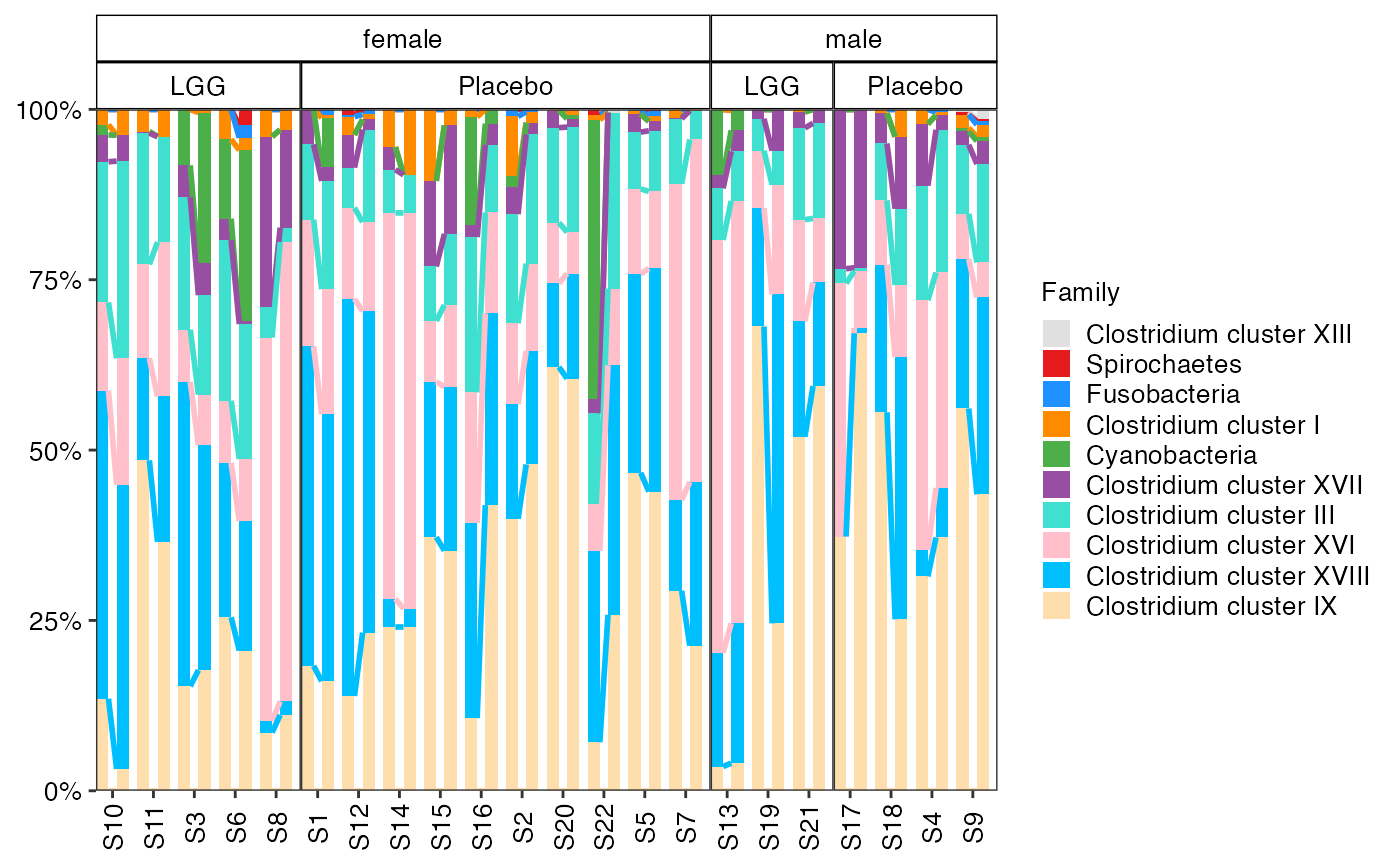 female
male
LGG
Placebo
LGG
Placebo
100%
75%
50%
25%
0%
S10
S11
S3
S6
S8
S1
S12
S14
S15
S16
S2
S20
S22
S5
S7
S13
S19
S21
S17
S18
S4
S9
Family
Clostridium cluster XIII
Spirochaetes
Fusobacteria
Clostridium cluster I
Cyanobacteria
Clostridium cluster XVII
Clostridium cluster III
Clostridium cluster XVI
Clostridium cluster XVIII
Clostridium cluster IX